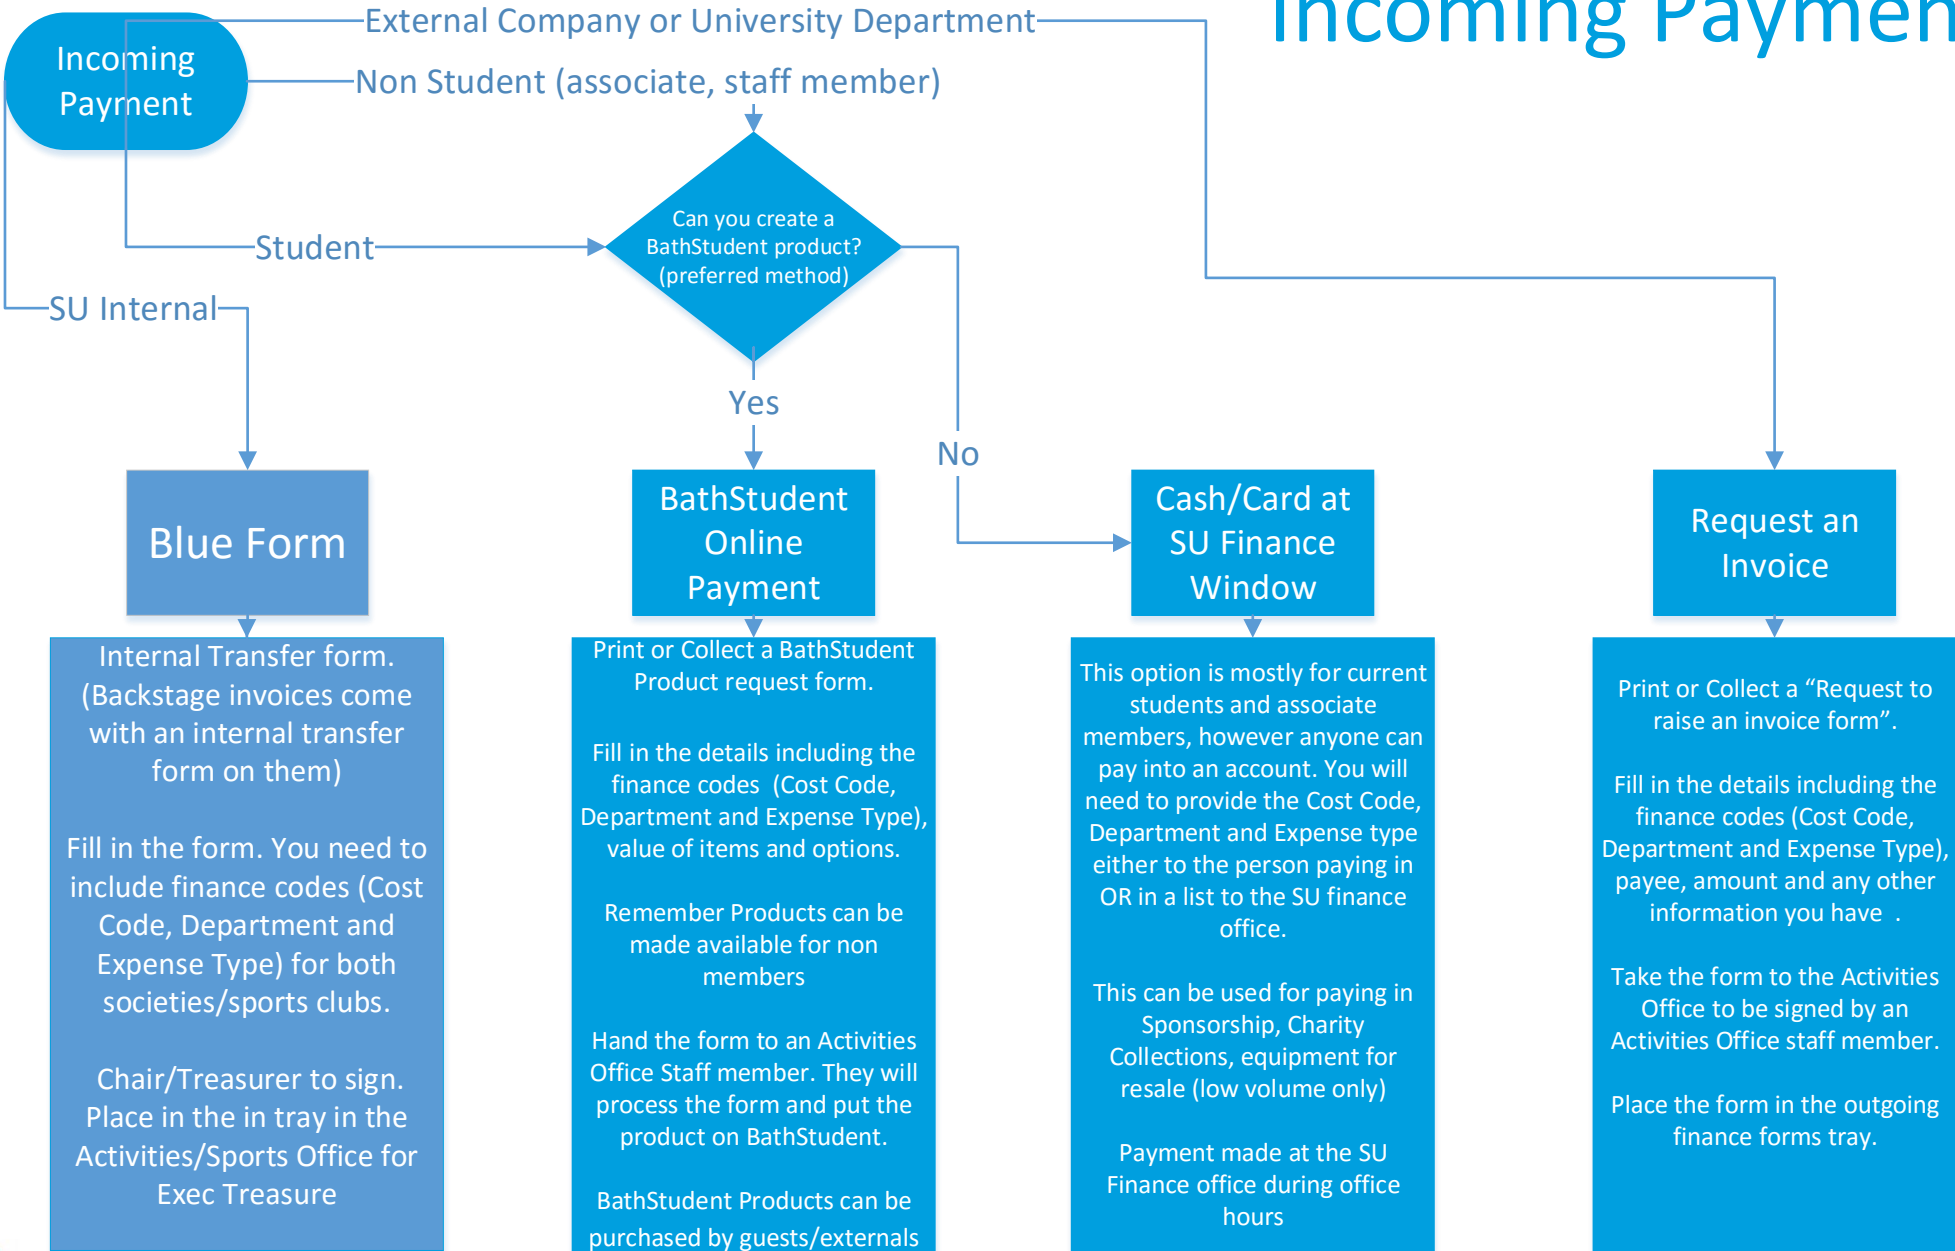 Incoming Paymen
External Company or University Department
Incoming
Payment
Non Student (associate, staff member)
Can you create a
BathStudent product?
(preferred method)
Student
SU Internal
Yes
No
Blue Form
BathStudent
Online
Payment
Cash/Card at
SU Finance
Window
Request an
Invoice
Internal Transfer form.
(Backstage invoices come
with an internal transfer
form on them)
Fill in the form. You need to
include finance codes (Cost
Code, Department and
Expense Type) for both
societies/sports clubs.
Chair/Treasurer to sign.
Place in the in tray in the
Activities/Sports Office for
Exec Treasure
Print or Collect a BathStudent
Product request form.
Fill in the details including the
finance codes (Cost Code,
Department and Expense Type),
value of items and options.
Remember Products can be
made available for non
members
Hand the form to an Activities
Office Staff member. They will
process the form and put the
product on BathStudent.
BathStudent Products can be
purchased by guests/externals
This option is mostly for current
students and associate
members, however anyone can
pay into an account. You will
need to provide the Cost Code,
Department and Expense type
either to the person paying in
OR in a list to the SU finance
office.
This can be used for paying in
Sponsorship, Charity
Collections, equipment for
resale (low volume only)
Payment made at the SU
Finance office during office
hours
Print or Collect a “Request to
raise an invoice form”.
Fill in the details including the
finance codes (Cost Code,
Department and Expense Type),
payee, amount and any other
information you have .
Take the form to the Activities
Office to be signed by an
Activities Office staff member.
Place the form in the outgoing
finance forms tray.